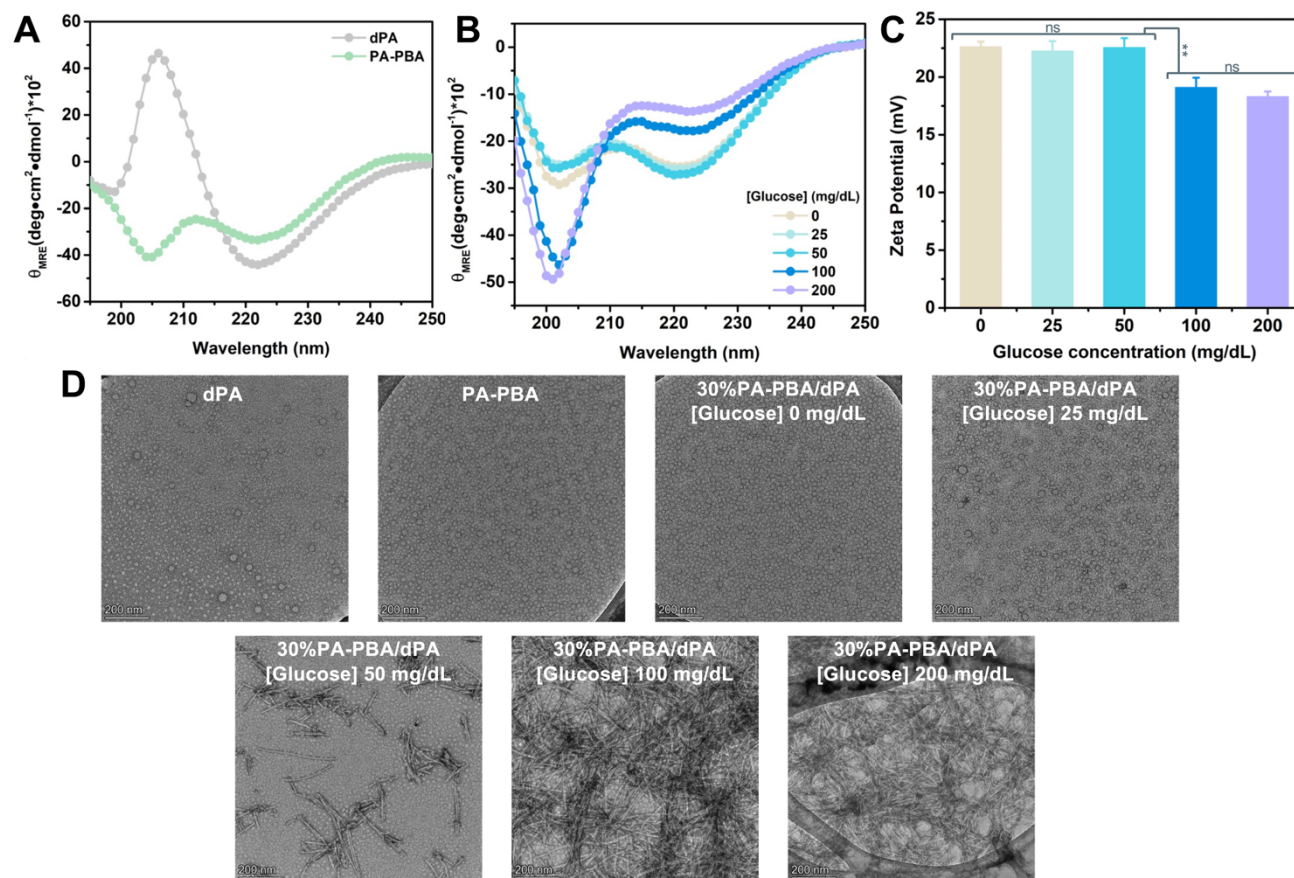 A
60
40
20
0
-20
-40
-60
200
210
220
230
240
250
θMRE(deg•cm²•dmol⁻¹)*10²
Wavelength (nm)
dPA
PA-PBA
B
0
-10
-20
-30
-40
-50
200
210
220
230
240
250
θMRE(deg•cm²•dmol⁻¹)*10²
Wavelength (nm)
[Glucose] (mg/dL)
0
25
50
100
200
C
25
20
15
10
5
0
Zeta Potential (mV)
ns
**
ns
0
25
50
100
200
Glucose concentration (mg/dL)
D
dPA
200 nm
PA-PBA
200 nm
30%PA-PBA/dPA
[Glucose] 0 mg/dL
200 nm
30%PA-PBA/dPA
[Glucose] 25 mg/dL
200 nm
30%PA-PBA/dPA
[Glucose] 50 mg/dL
200 nm
30%PA-PBA/dPA
[Glucose] 100 mg/dL
200 nm
30%PA-PBA/dPA
[Glucose] 200 mg/dL
200 nm